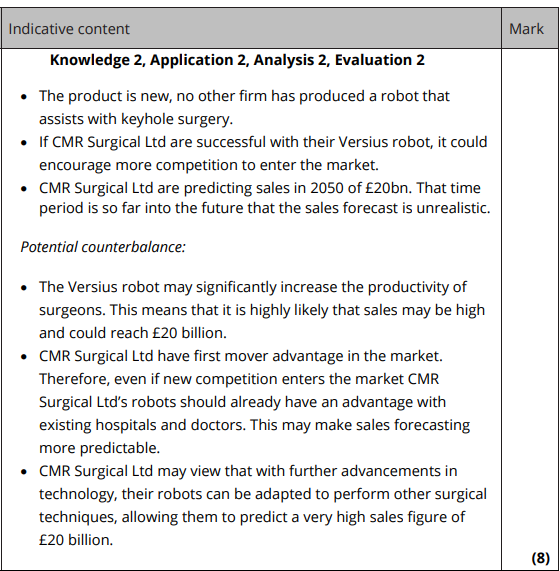 Indicative content Mark
Knowledge 2, Application 2, Analysis 2, Evaluation 2
• The product is new, no other firm has produced a robot that
assists with keyhole surgery.
• If CMR Surgical Ltd are successful with their Versius robot, it could
encourage more competition to enter the market.
• CMR Surgical Ltd are predicting sales in 2050 of £20bn. That time
period is so far into the future that the sales forecast is unrealistic.
Potential counterbalance:
• The Versius robot may significantly increase the productivity of
surgeons. This means that it is highly likely that sales may be high
and could reach £20 billion.
• CMR Surgical Ltd have first mover advantage in the market.
Therefore, even if new competition enters the market CMR
Surgical Ltd’s robots should already have an advantage with
existing hospitals and doctors. This may make sales forecasting
more predictable.
• CMR Surgical Ltd may view that with further advancements in
technology, their robots can be adapted to perform other surgical
techniques, allowing them to predict a very high sales figure of
£20 billion.
(8)